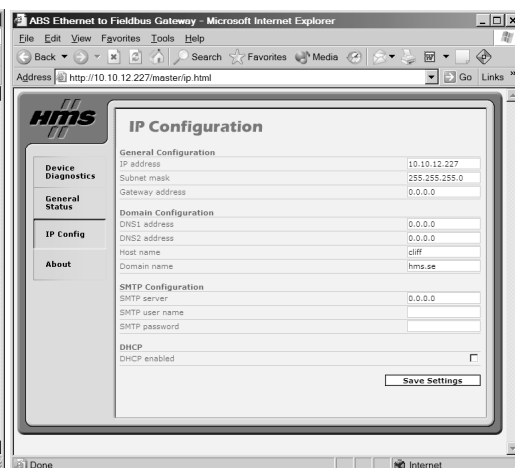 ABS Ethernet to Fieldbus Gateway - Microsoft Internet Explorer
File Edit View Favorites Tools Help
Back Search Favorites Media
Address http://10.10.12.227/master/ip.html Go Links »
HMS
IP Configuration
Device Diagnostics
General Status
IP Config
About
General Configuration
IP address 10.10.12.227
Subnet mask 255.255.255.0
Gateway address 0.0.0.0
Domain Configuration
DNS1 address 0.0.0.0
DNS2 address 0.0.0.0
Host name cliff
Domain name hms.se
SMTP Configuration
SMTP server 0.0.0.0
SMTP user name
SMTP password
DHCP
DHCP enabled
Save Settings
Done Internet